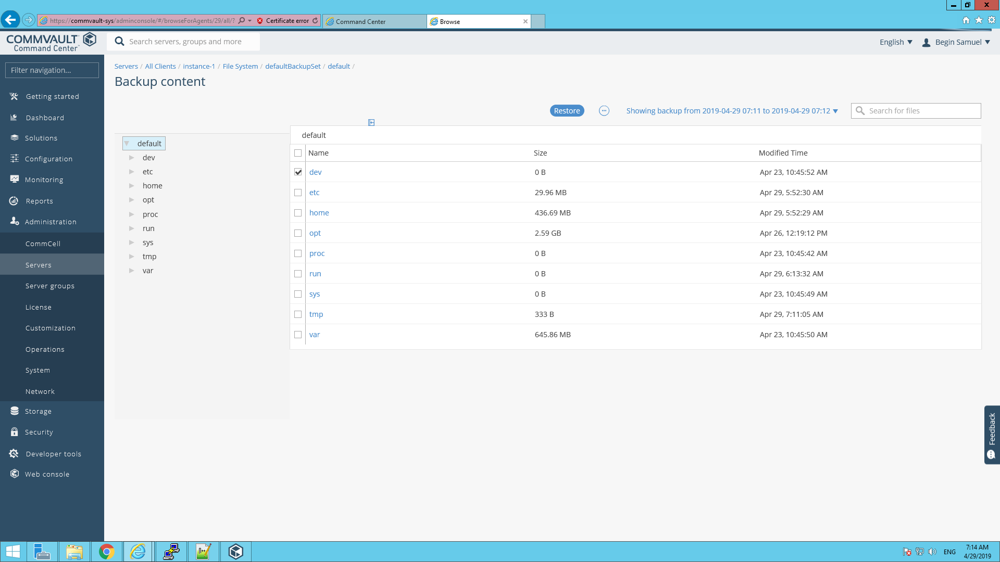 https://commvault-sys/adminconsole/#/browseForAgents/29/all/?
Certificate error
Command Center
Browse
COMMVAULT
Command Center
Search servers, groups and more
English
Begin Samuel
Filter navigation...
Getting started
Dashboard
Solutions
Configuration
Monitoring
Reports
Administration
CommCell
Servers
Server groups
License
Customization
Operations
System
Network
Storage
Security
Developer tools
Web console
Servers / All Clients / instance-1 / File System / defaultBackupSet / default /
Backup content
Restore
Showing backup from 2019-04-29 07:11 to 2019-04-29 07:12
Search for files
default
dev
etc
home
opt
proc
run
sys
tmp
var
default
Name Size Modified Time
dev 0 B Apr 23, 10:45:52 AM
etc 29.96 MB Apr 29, 5:52:30 AM
home 436.69 MB Apr 29, 5:52:29 AM
opt 2.59 GB Apr 26, 12:19:12 PM
proc 0 B Apr 23, 10:45:42 AM
run 0 B Apr 29, 6:13:32 AM
sys 0 B Apr 23, 10:45:49 AM
tmp 333 B Apr 29, 7:11:05 AM
var 645.86 MB Apr 23, 10:45:50 AM
Feedback
ENG
7:14 AM
4/29/2019